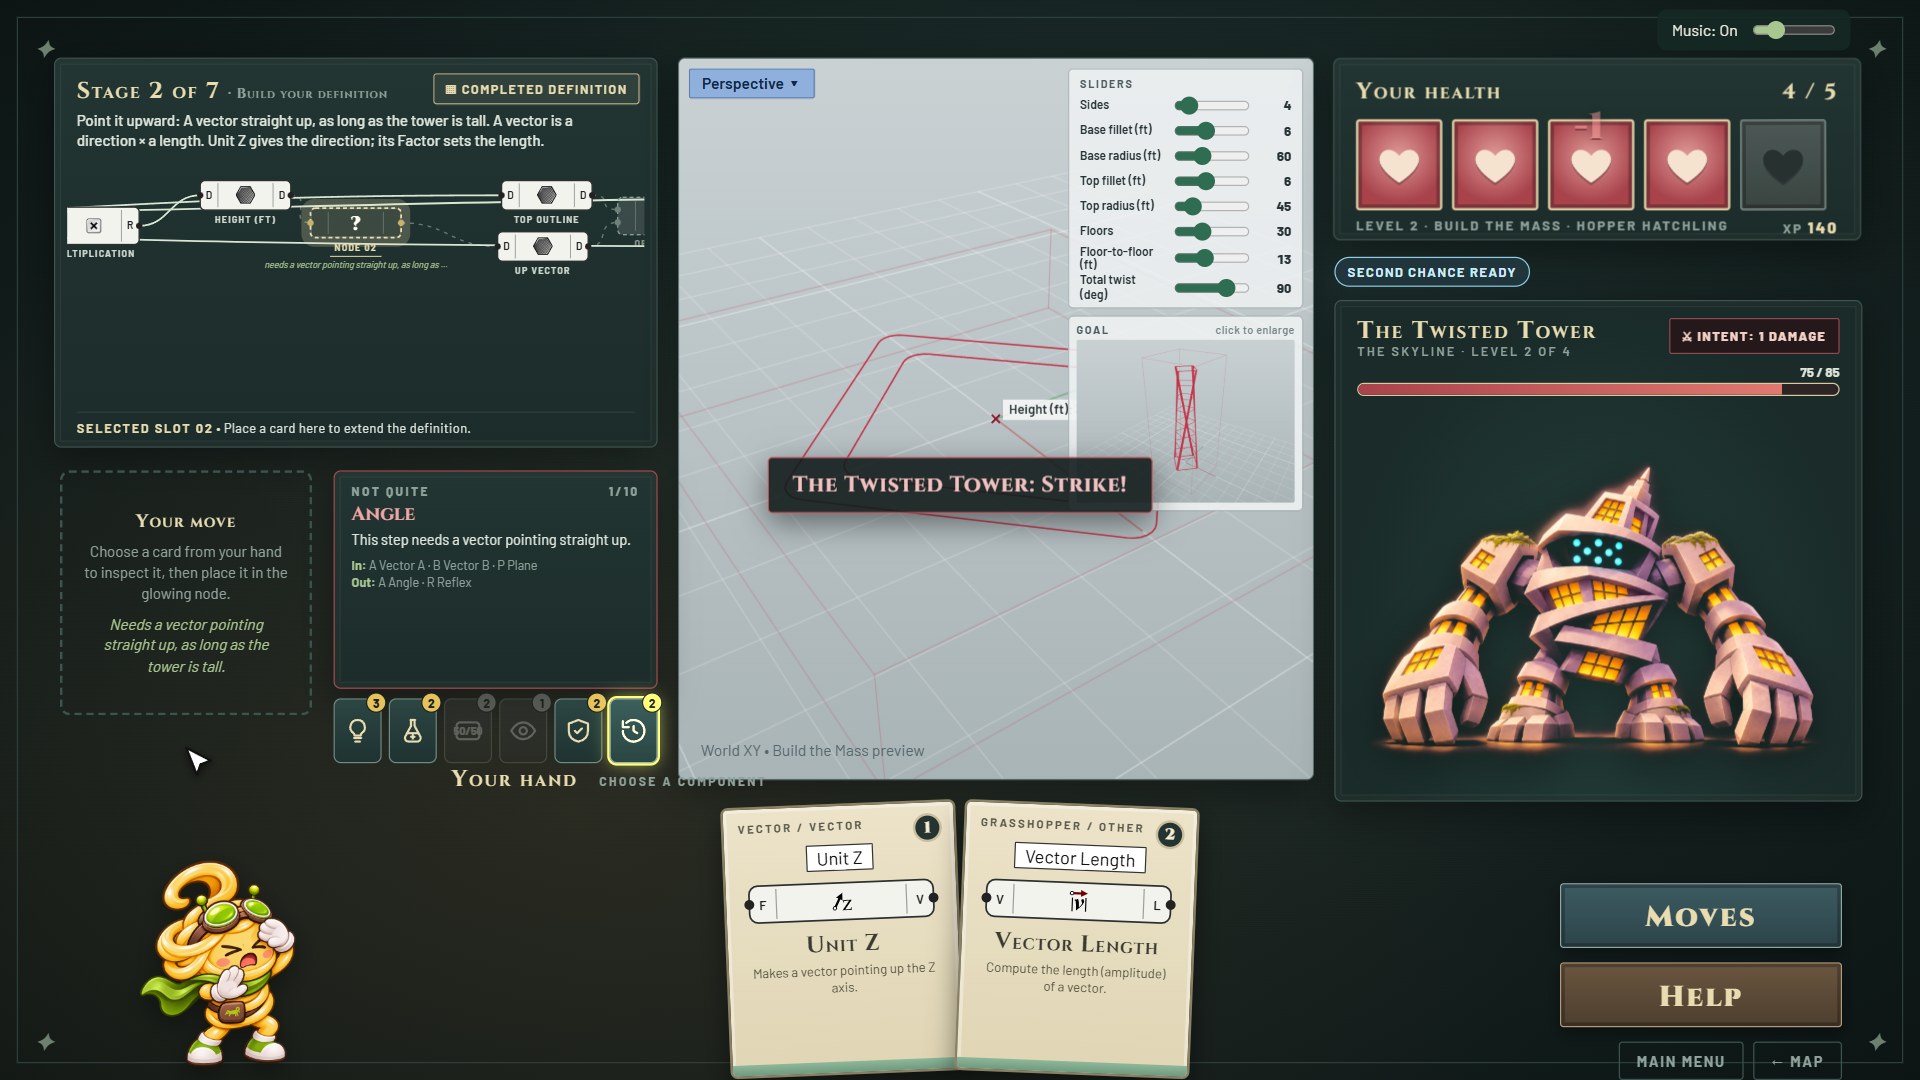 Music: On
Stage 2 of 7 · Build your definition
COMPLETED DEFINITION
Point it upward: A vector straight up, as long as the tower is tall. A vector is a
direction × a length. Unit Z gives the direction; its Factor sets the length.
R
LTIPLICATION
D D
HEIGHT (FT)
?
NODE 02
needs a vector pointing straight up, as long as ...
D D
TOP OUTLINE
D D
UP VECTOR
SELECTED SLOT 02 • Place a card here to extend the definition.
Your move
Choose a card from your hand
to inspect it, then place it in the
glowing node.
Needs a vector pointing
straight up, as long as the
tower is tall.
NOT QUITE 1/10
Angle
This step needs a vector pointing straight up.
In: A Vector A · B Vector B · P Plane
Out: A Angle · R Reflex
3 2 2 1 2 2
50/50
Your hand CHOOSE A COMPONENT
Perspective
SLIDERS
Sides 4
Base fillet (ft) 6
Base radius (ft) 60
Top fillet (ft) 6
Top radius (ft) 45
Floors 30
Floor-to-floor
(ft) 13
Total twist
(deg) 90
GOAL click to enlarge
Height (ft)
The Twisted Tower: Strike!
World XY • Build the Mass preview
Your health 4 / 5
-1
LEVEL 2 · BUILD THE MASS · HOPPER HATCHLING XP 140
SECOND CHANCE READY
The Twisted Tower
THE SKYLINE · LEVEL 2 OF 4
INTENT: 1 DAMAGE
75 / 85
VECTOR / VECTOR 1
Unit Z
F Z V
Unit Z
Makes a vector pointing up the Z
axis.
GRASSHOPPER / OTHER 2
Vector Length
V |V| L
Vector Length
Compute the length (amplitude)
of a vector.
Moves
Help
MAIN MENU
← MAP